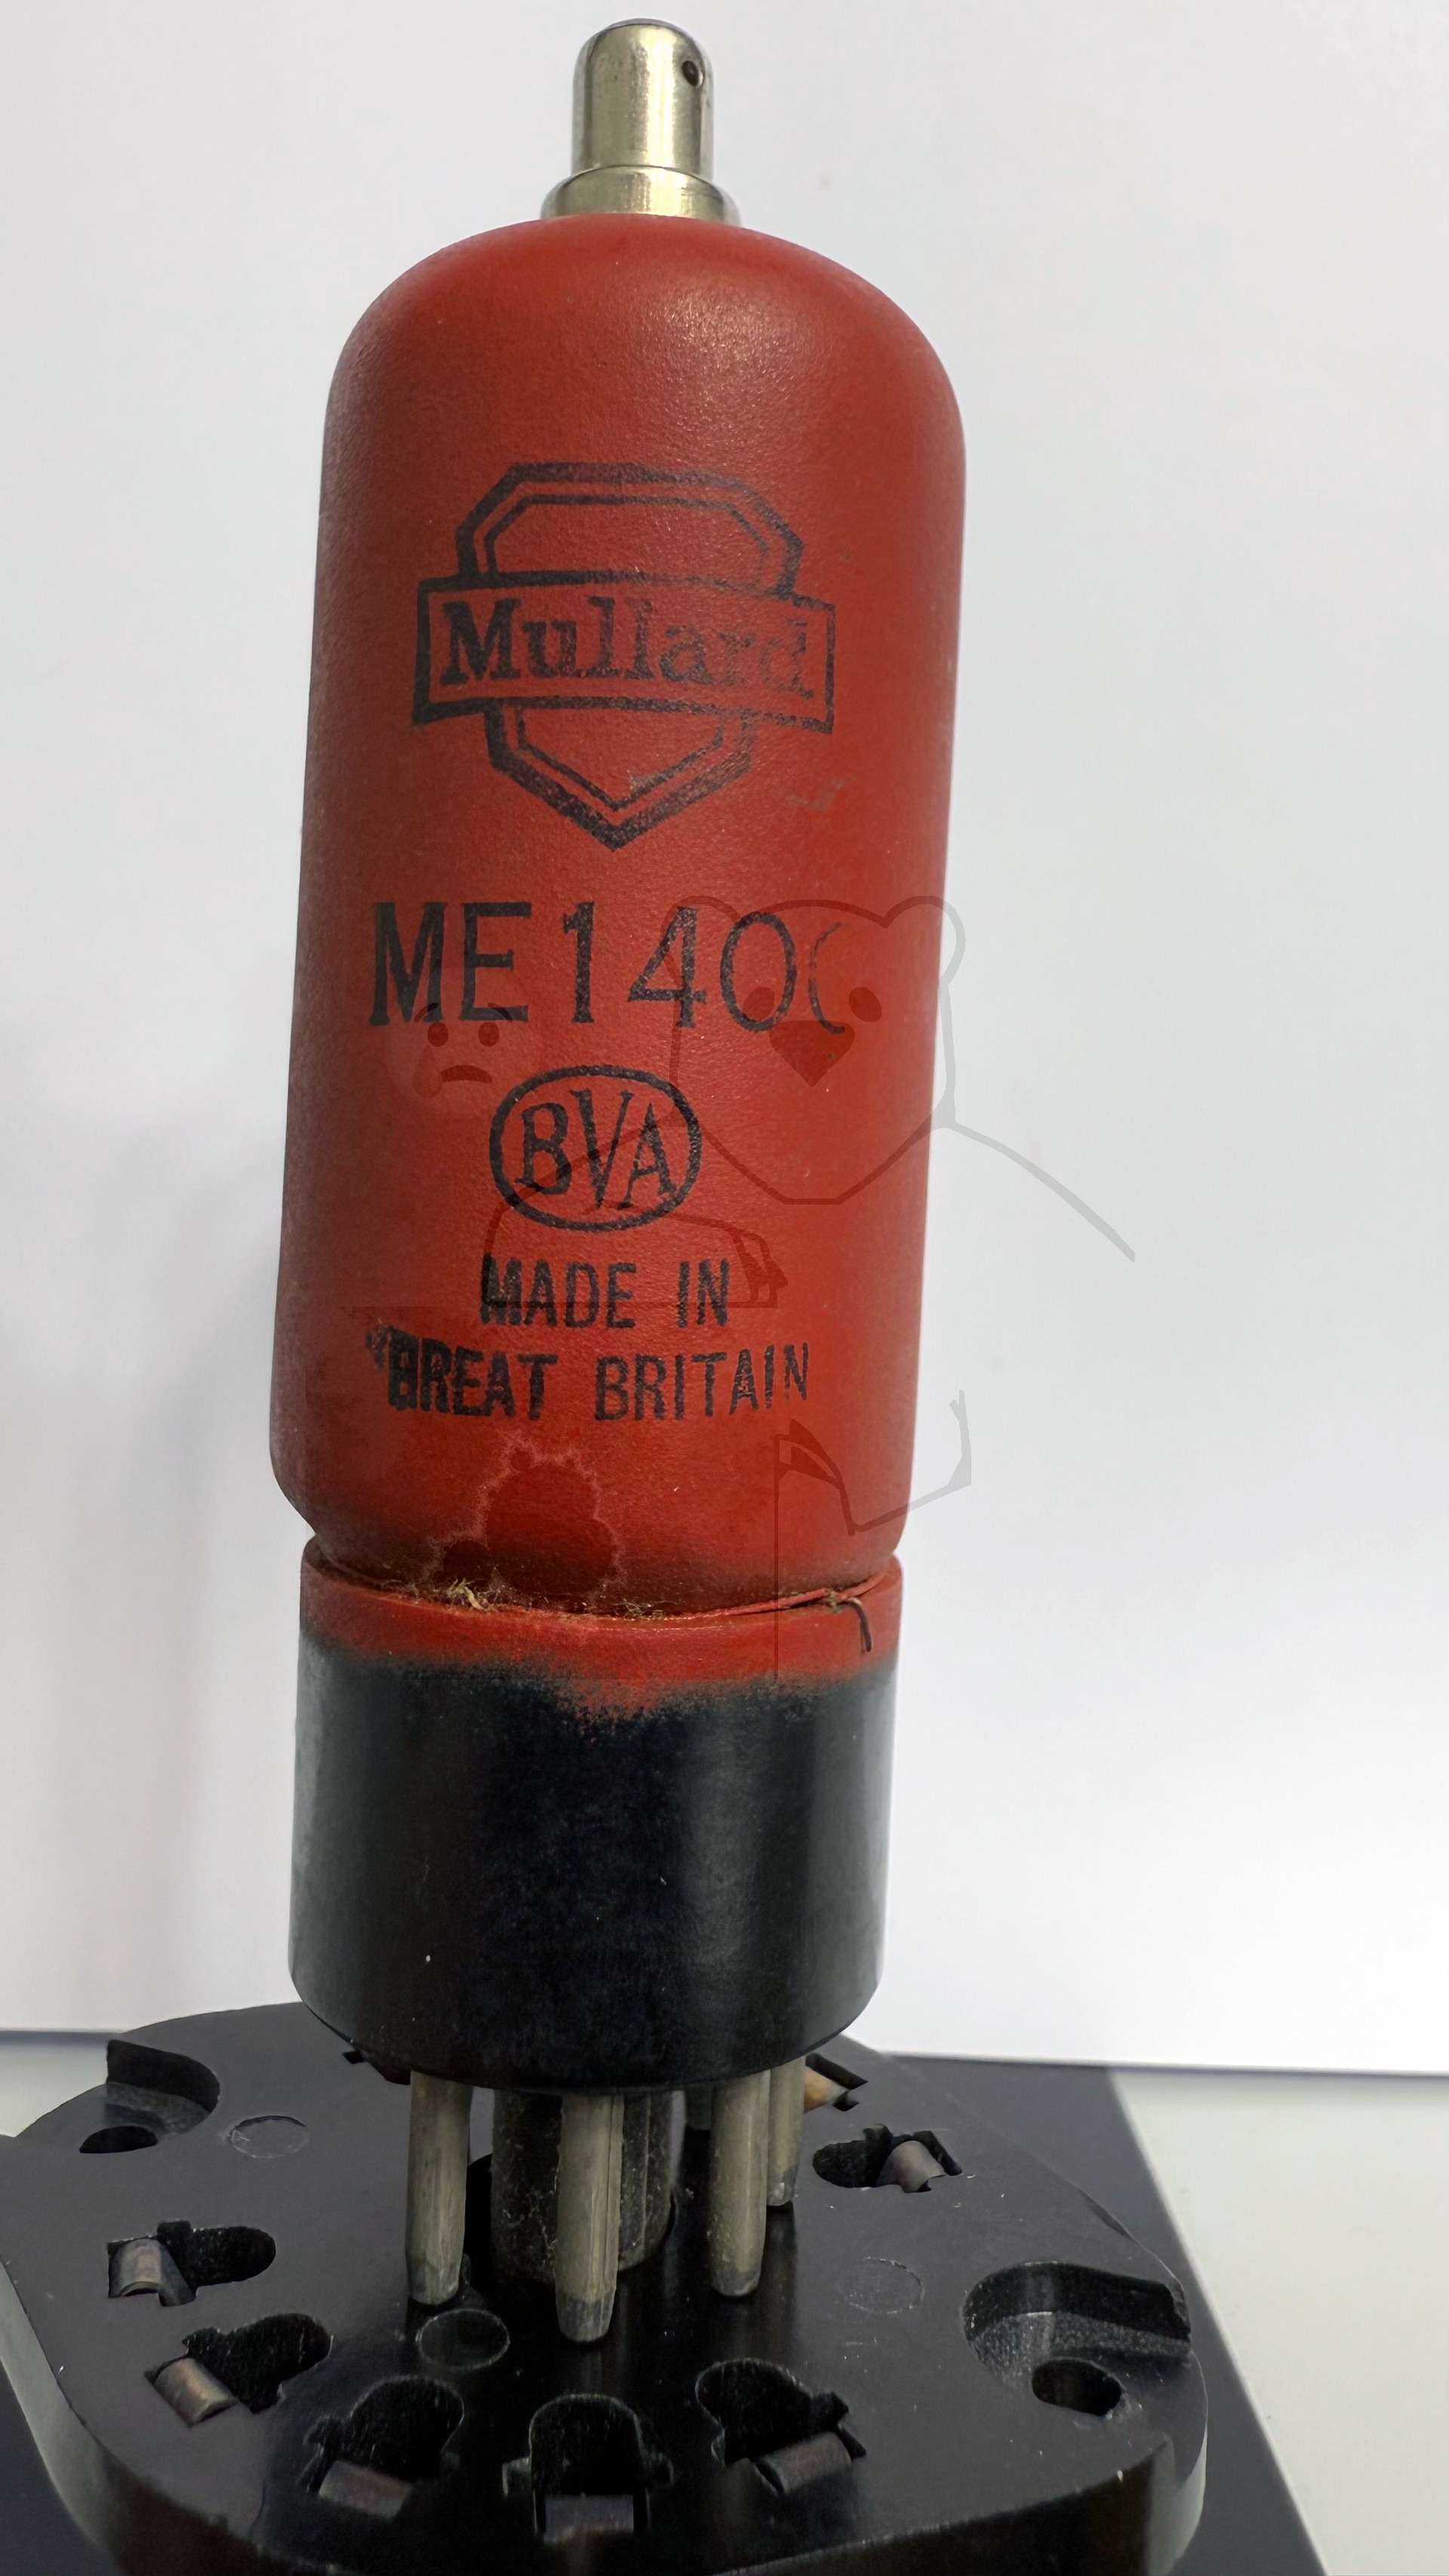 Mullard
ME1400
BVA
MADE IN
GREAT BRITAIN